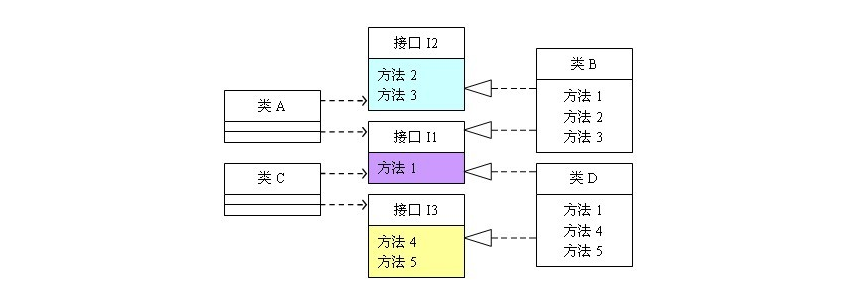 接口 I2
方法 2
方法 3
类 A
接口 I1
方法 1
类 B
方法 1
方法 2
方法 3
类 C
接口 I3
方法 4
方法 5
类 D
方法 1
方法 4
方法 5